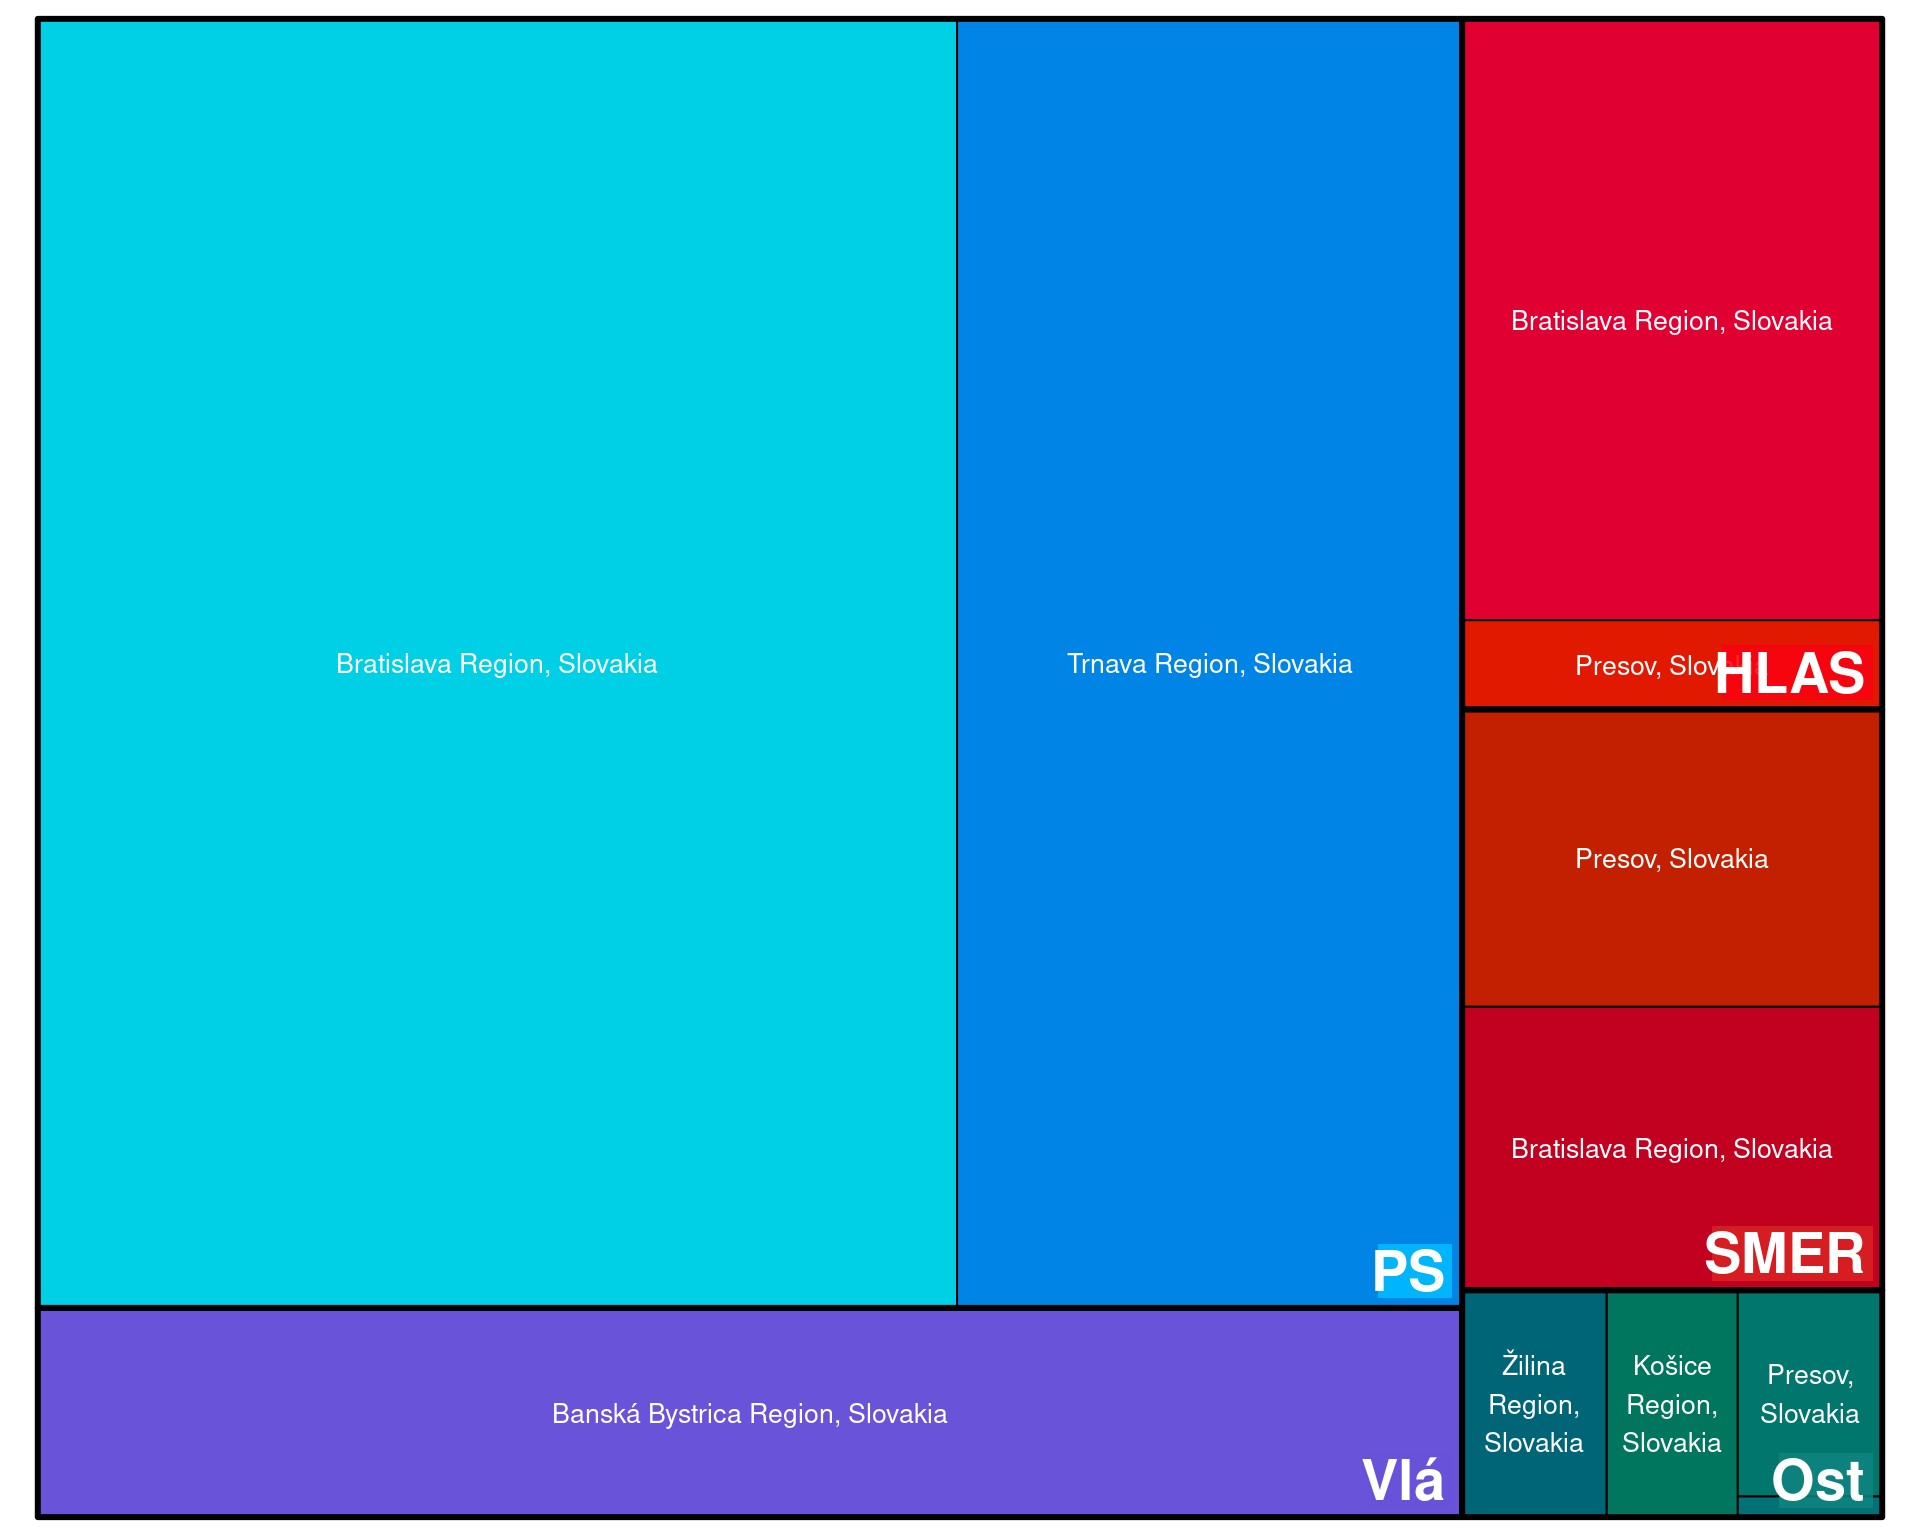 Bratislava Region, Slovakia
Trnava Region, Slovakia
PS
Banská Bystrica Region, Slovakia
Vlá
Bratislava Region, Slovakia
Presov, Slov
HLAS
Presov, Slovakia
Bratislava Region, Slovakia
SMER
Žilina
Region,
Slovakia
Košice
Region,
Slovakia
Presov,
Slovakia
Ost